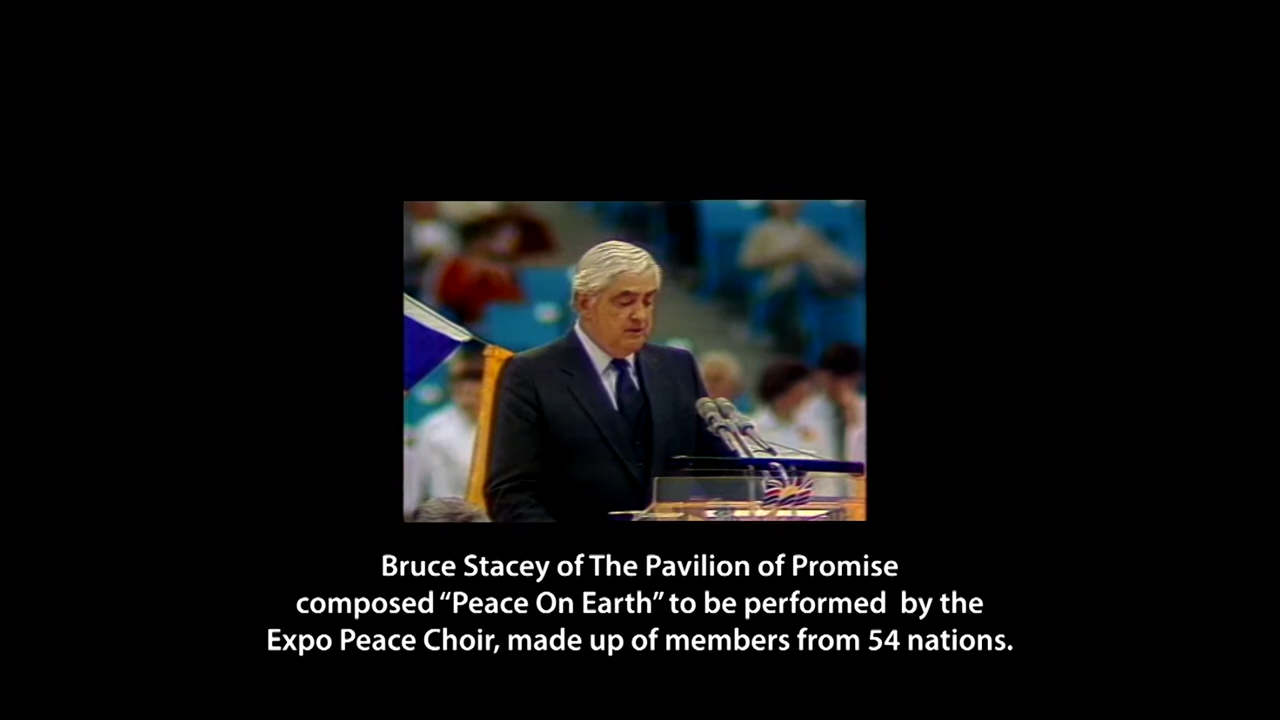 Bruce Stacey of The Pavilion of Promise
composed “Peace On Earth” to be performed  by the
Expo Peace Choir, made up of members from 54 nations.